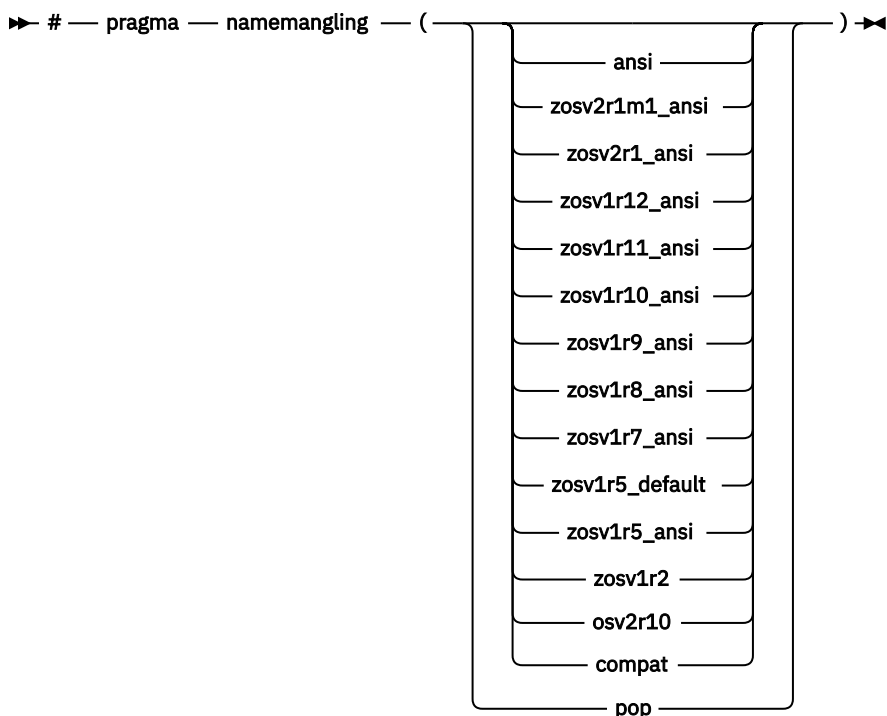 # pragma namemangling ( )
ansi
zosv2r1m1_ansi
zosv2r1_ansi
zosv1r12_ansi
zosv1r11_ansi
zosv1r10_ansi
zosv1r9_ansi
zosv1r8_ansi
zosv1r7_ansi
zosv1r5_default
zosv1r5_ansi
zosv1r2
osv2r10
compat
pop